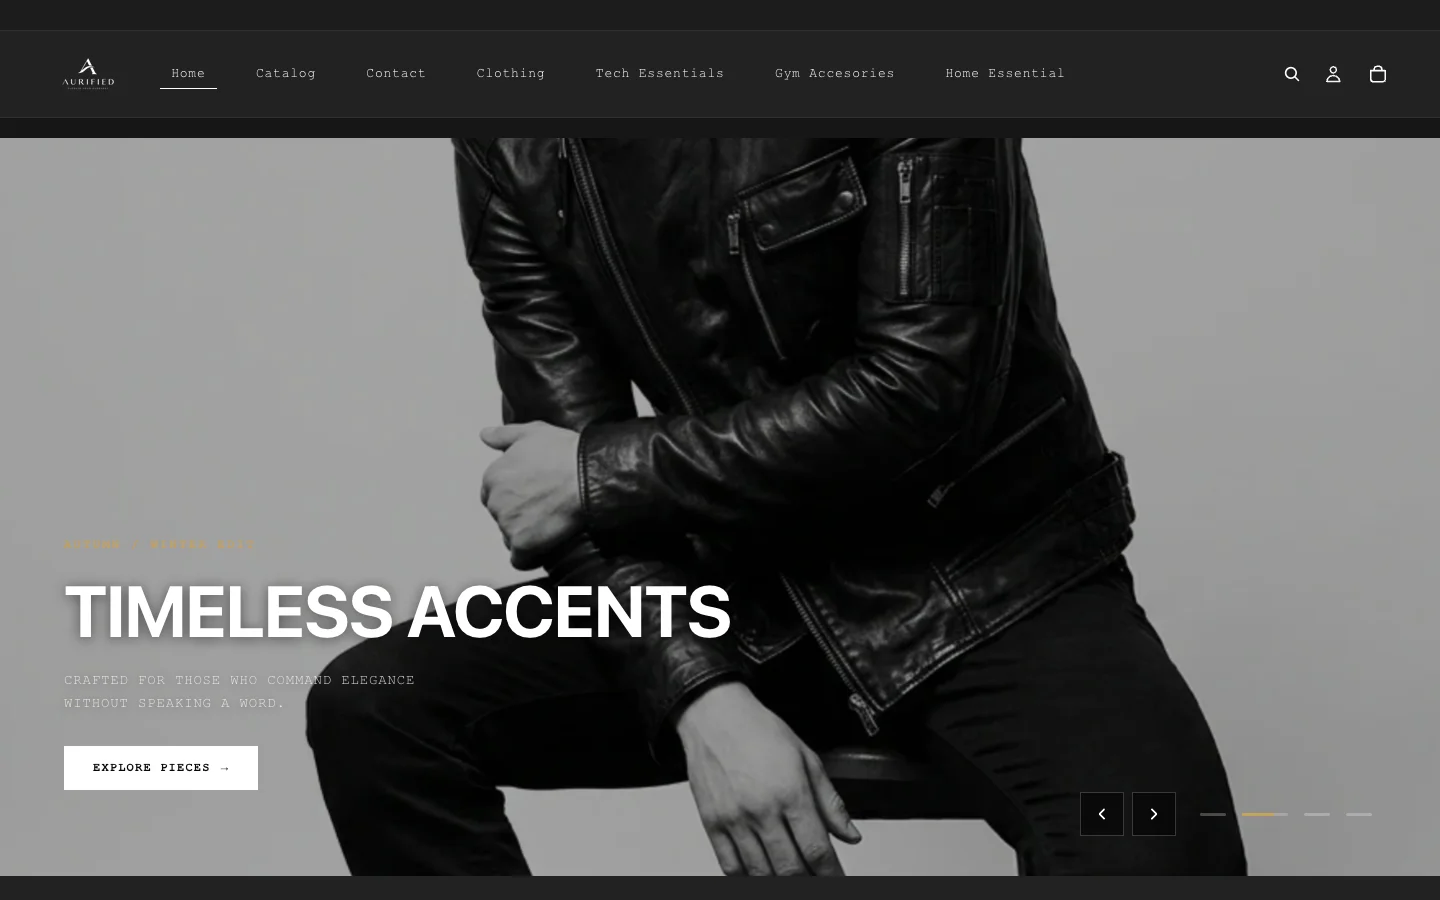 AURIFIED
Home
Catalog
Contact
Clothing
Tech Essentials
Gym Accesories
Home Essential
TIMELESS ACCENTS
CRAFTED FOR THOSE WHO COMMAND ELEGANCE
WITHOUT SPEAKING A WORD.
EXPLORE PIECES →